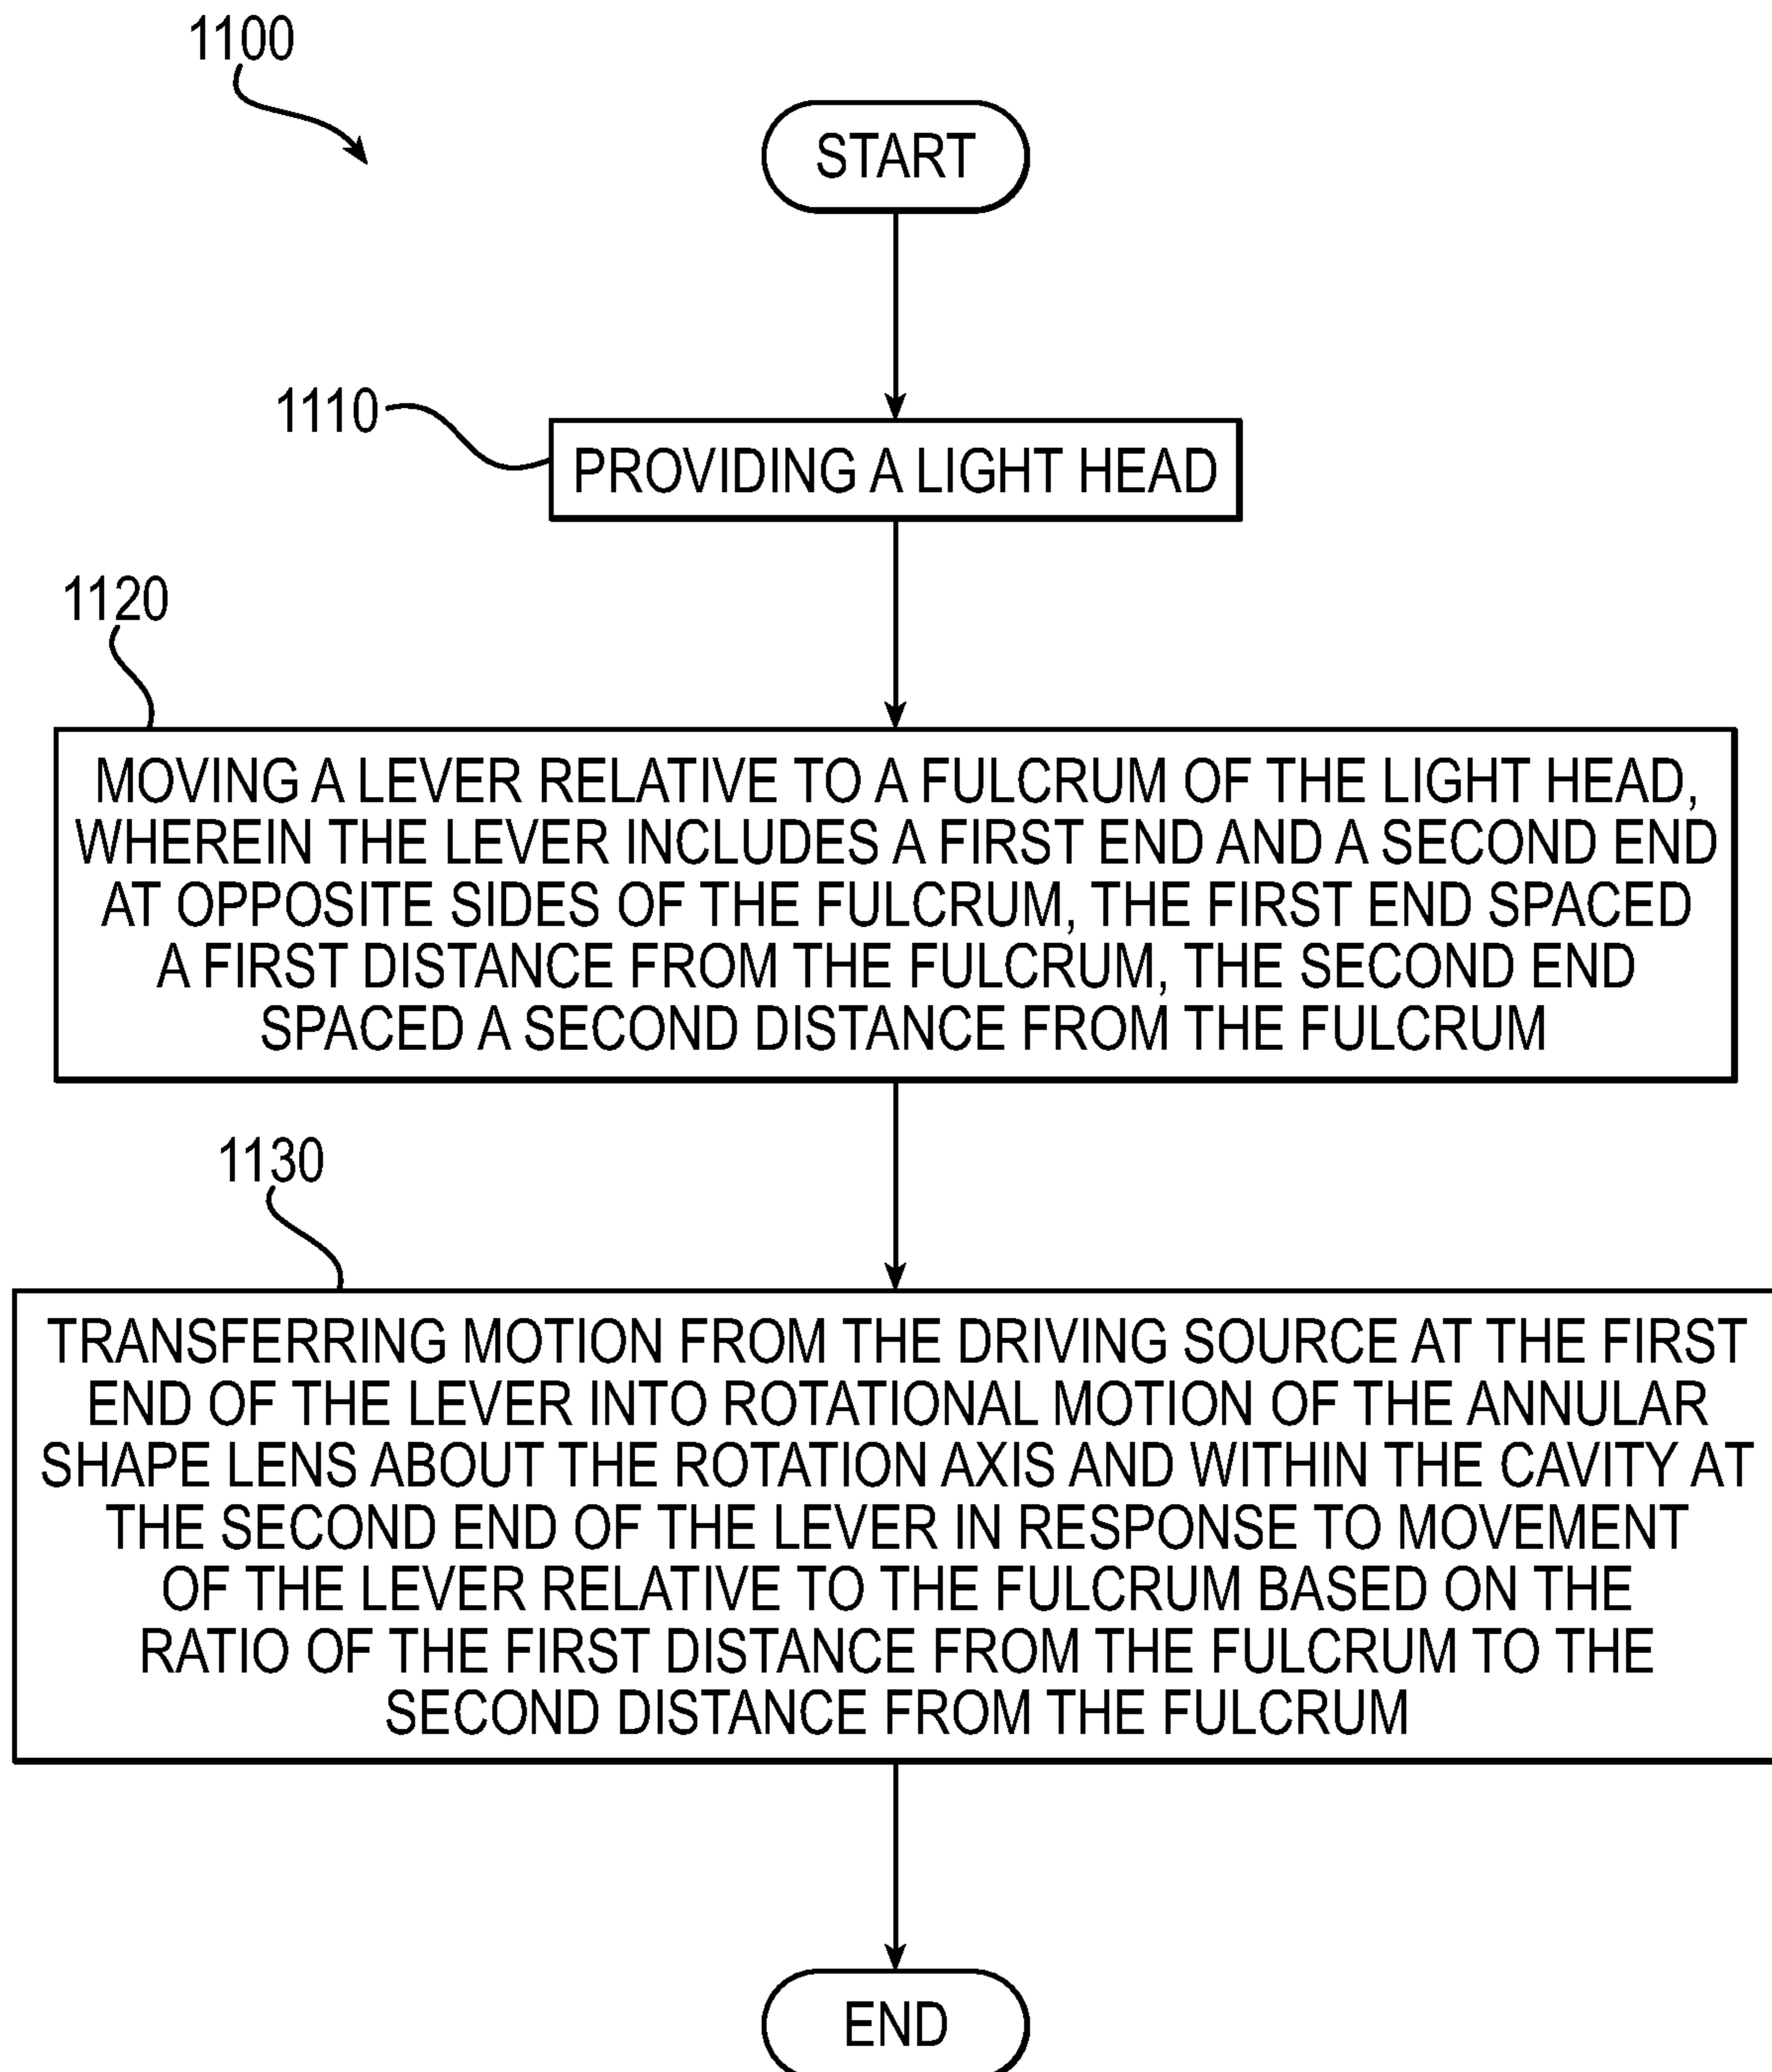 1100
START
1110
PROVIDING A LIGHT HEAD
1120
MOVING A LEVER RELATIVE TO A FULCRUM OF THE LIGHT HEAD,
WHEREIN THE LEVER INCLUDES A FIRST END AND A SECOND END
AT OPPOSITE SIDES OF THE FULCRUM, THE FIRST END SPACED
A FIRST DISTANCE FROM THE FULCRUM, THE SECOND END
SPACED A SECOND DISTANCE FROM THE FULCRUM
1130
TRANSFERRING MOTION FROM THE DRIVING SOURCE AT THE FIRST
END OF THE LEVER INTO ROTATIONAL MOTION OF THE ANNULAR
SHAPE LENS ABOUT THE ROTATION AXIS AND WITHIN THE CAVITY AT
THE SECOND END OF THE LEVER IN RESPONSE TO MOVEMENT
OF THE LEVER RELATIVE TO THE FULCRUM BASED ON THE
RATIO OF THE FIRST DISTANCE FROM THE FULCRUM TO THE
SECOND DISTANCE FROM THE FULCRUM
END